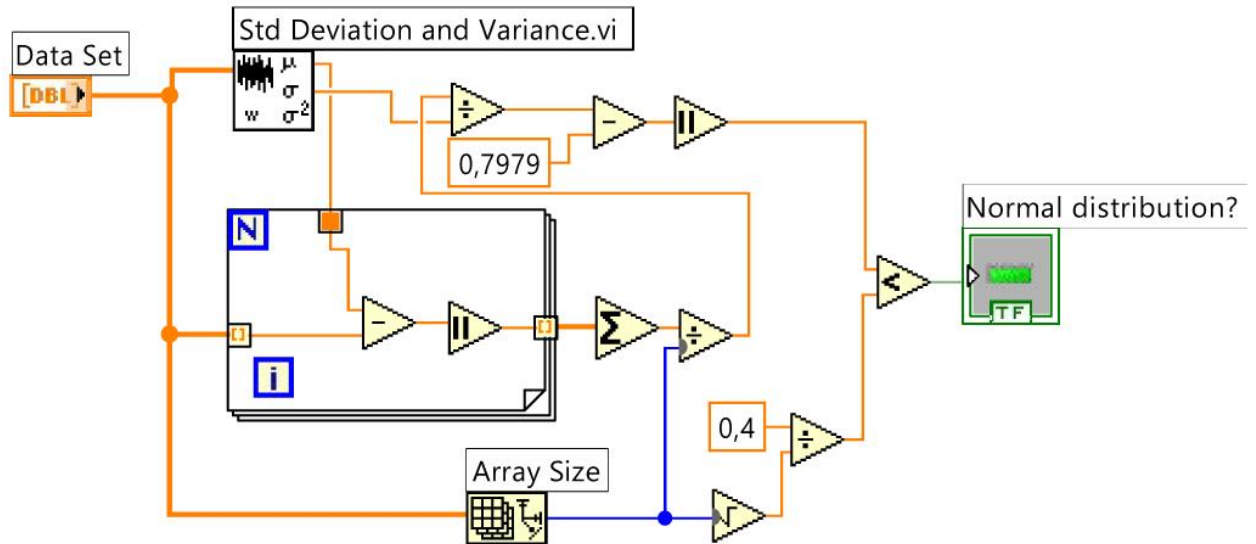 Std Deviation and Variance.vi
Data Set
[DBL]
μ
σ
w σ²
÷
−
||
0,7979
N
Normal distribution?
<
TF
[]
−
||
[]
Σ
÷
i
0,4
÷
Array Size
√